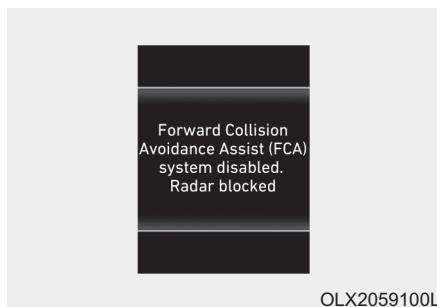 Forward Collision
Avoidance Assist (FCA)
system disabled.
Radar blocked
OLX2059100L